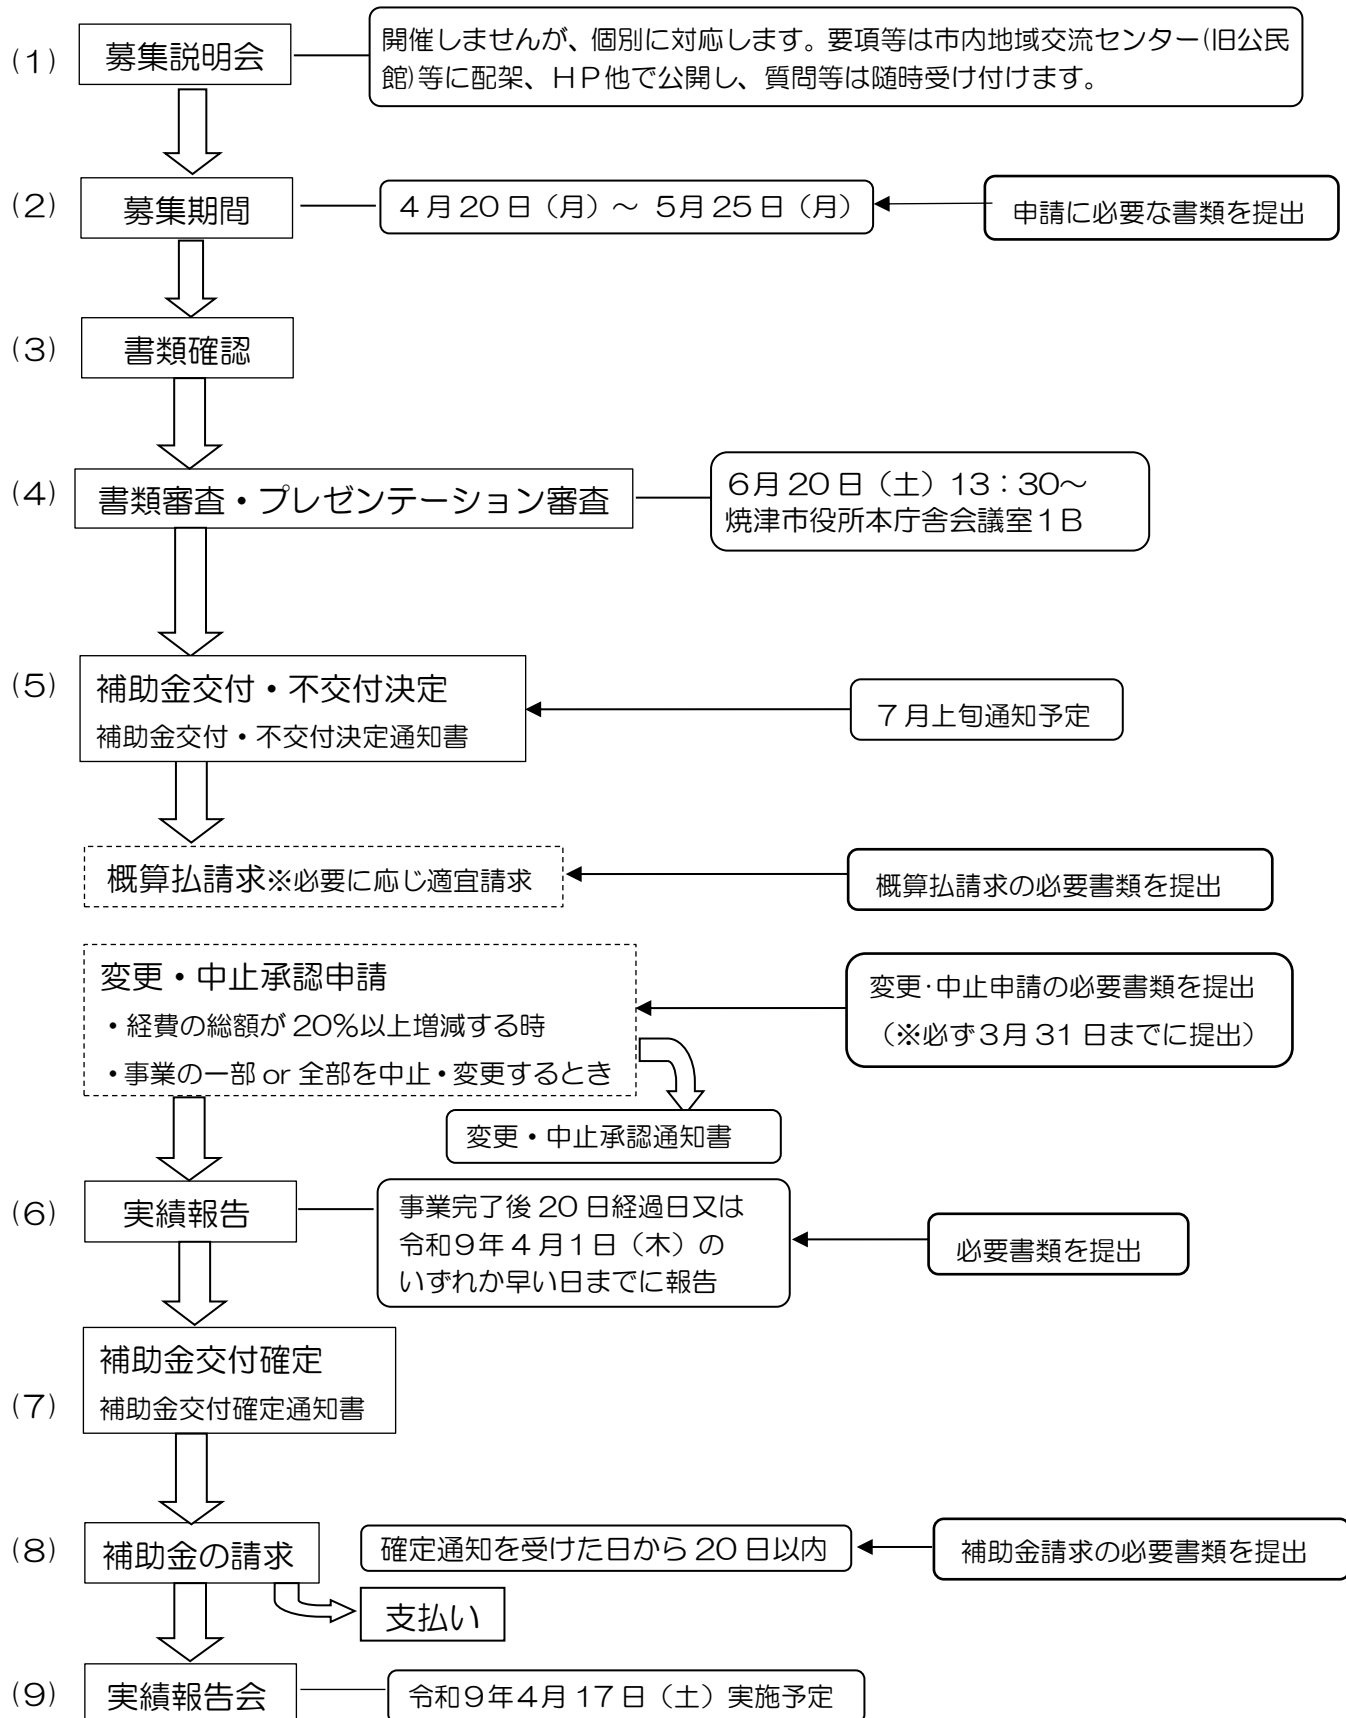 (1) 募集説明会
開催しませんが、個別に対応します。要項等は市内地域交流センター(旧公民
館)等に配架、ＨＰ他で公開し、質問等は随時受け付けます。
(2) 募集期間
４月20日（月）～ 5月25日（月）
申請に必要な書類を提出
(3) 書類確認
(4) 書類審査・プレゼンテーション審査
６月20日（土）13：30～
焼津市役所本庁舎会議室１Ｂ
(5) 補助金交付・不交付決定
補助金交付・不交付決定通知書
７月上旬通知予定
概算払請求※必要に応じ適宜請求
概算払請求の必要書類を提出
変更・中止承認申請
・経費の総額が20％以上増減する時
・事業の一部 or 全部を中止・変更するとき
変更・中止申請の必要書類を提出
（※必ず３月31日までに提出）
変更・中止承認通知書
(6) 実績報告
事業完了後20日経過日又は
令和９年４月１日（木）の
いずれか早い日までに報告
必要書類を提出
補助金交付確定
(7) 補助金交付確定通知書
(8) 補助金の請求
確定通知を受けた日から20日以内
補助金請求の必要書類を提出
支払い
(9) 実績報告会
令和９年４月17日（土）実施予定